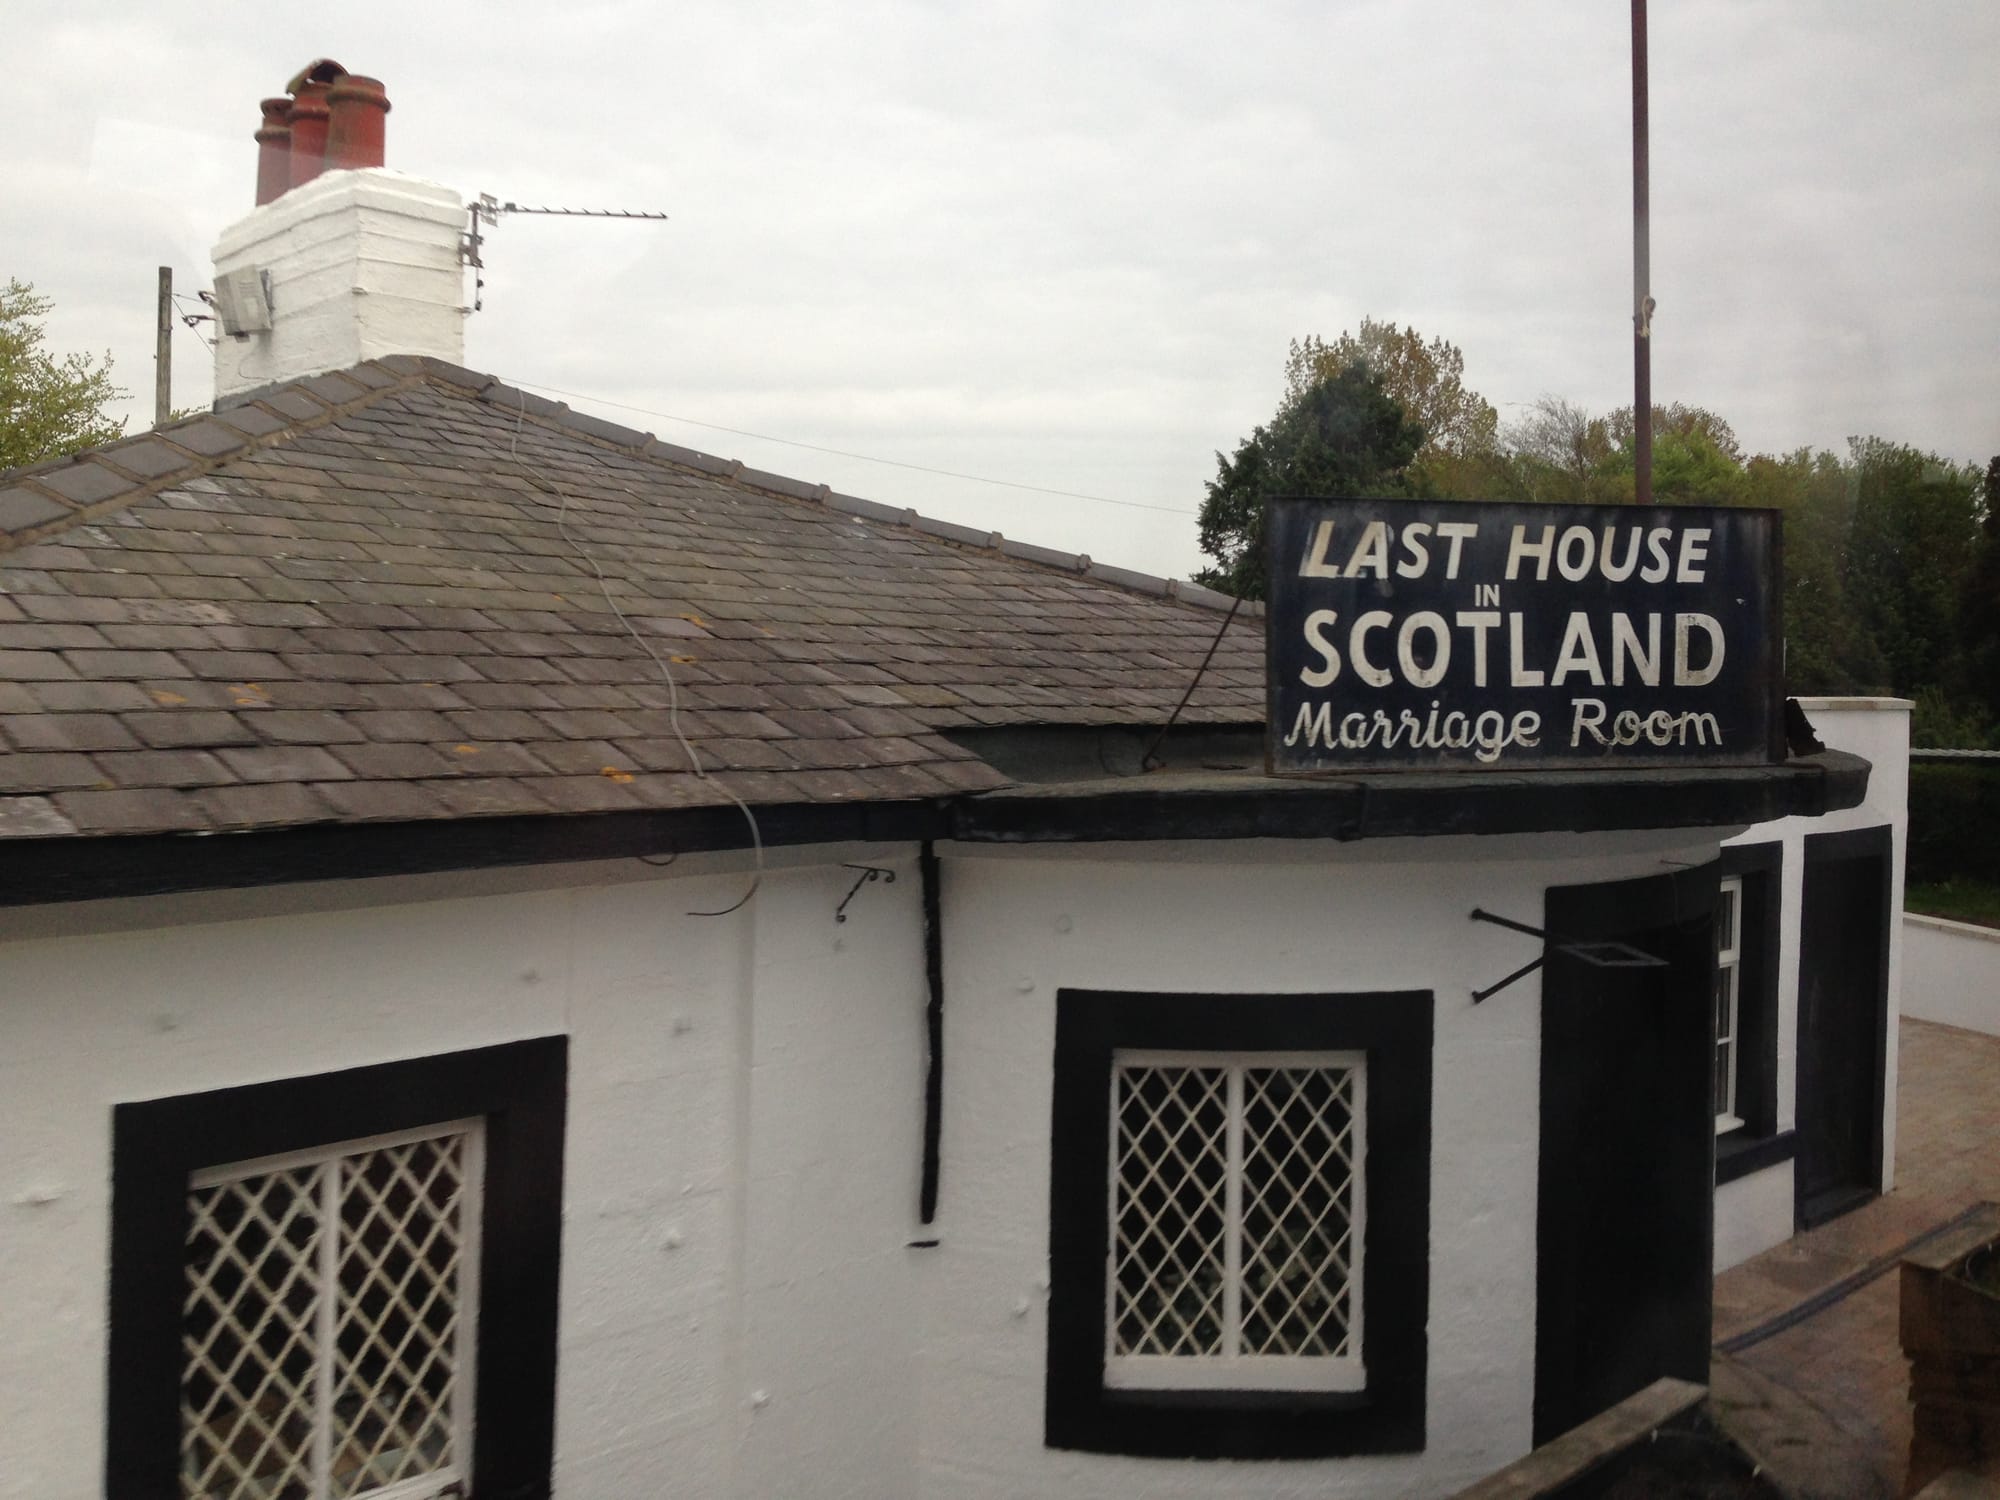 LAST HOUSE
IN
SCOTLAND
Marriage Room